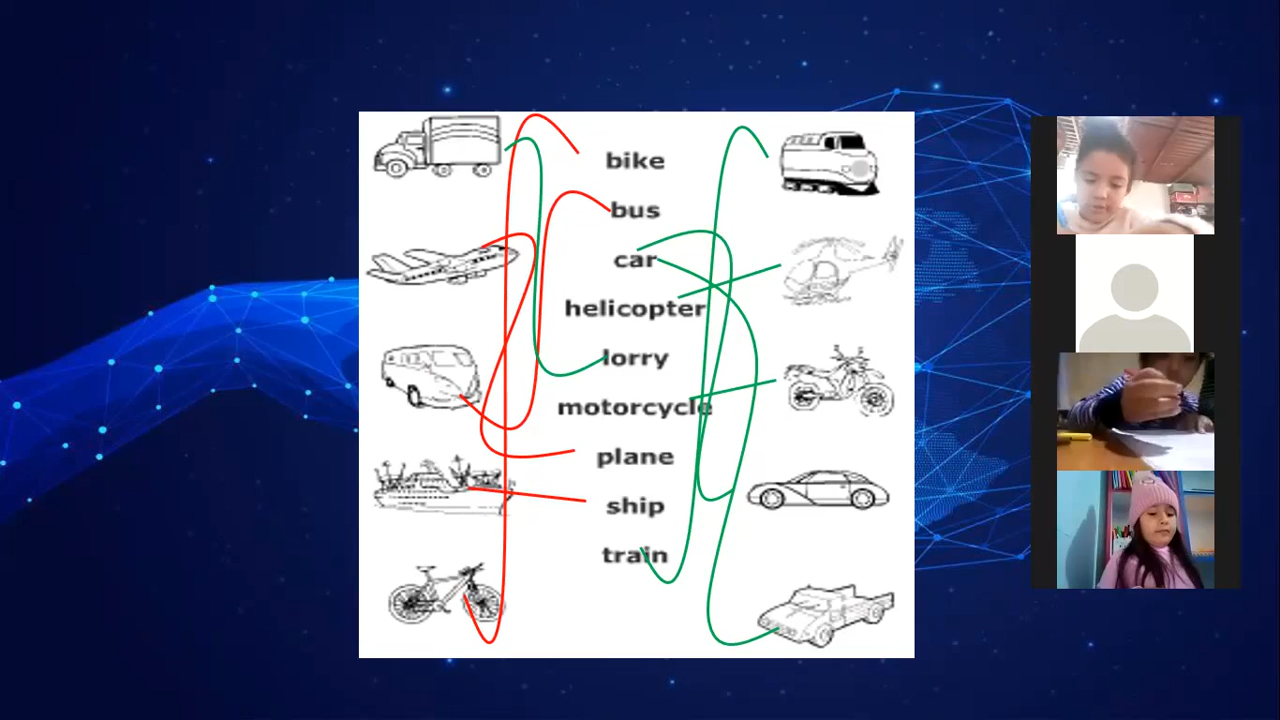 bike
bus
car
helicopter
lorry
motorcycle
plane
ship
train